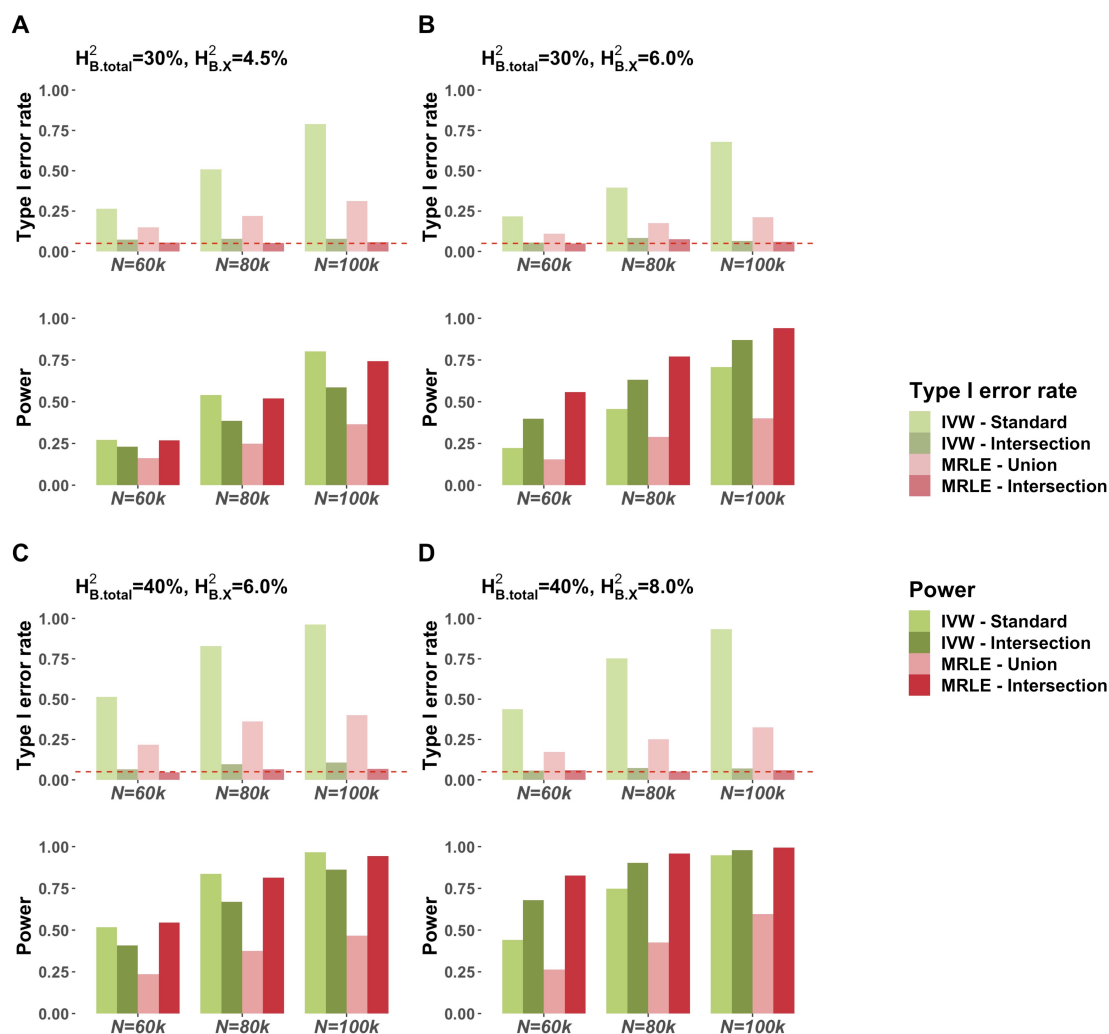 A
H²B.total=30%, H²B.X=4.5%
Type I error rate
1.00
0.75
0.50
0.25
0.00
N=60k
N=80k
N=100k
Power
1.00
0.75
0.50
0.25
0.00
N=60k
N=80k
N=100k
B
H²B.total=30%, H²B.X=6.0%
Type I error rate
1.00
0.75
0.50
0.25
0.00
N=60k
N=80k
N=100k
Power
1.00
0.75
0.50
0.25
0.00
N=60k
N=80k
N=100k
C
H²B.total=40%, H²B.X=6.0%
Type I error rate
1.00
0.75
0.50
0.25
0.00
N=60k
N=80k
N=100k
Power
1.00
0.75
0.50
0.25
0.00
N=60k
N=80k
N=100k
D
H²B.total=40%, H²B.X=8.0%
Type I error rate
1.00
0.75
0.50
0.25
0.00
N=60k
N=80k
N=100k
Power
1.00
0.75
0.50
0.25
0.00
N=60k
N=80k
N=100k
Type I error rate
IVW - Standard
IVW - Intersection
MRLE - Union
MRLE - Intersection
Power
IVW - Standard
IVW - Intersection
MRLE - Union
MRLE - Intersection